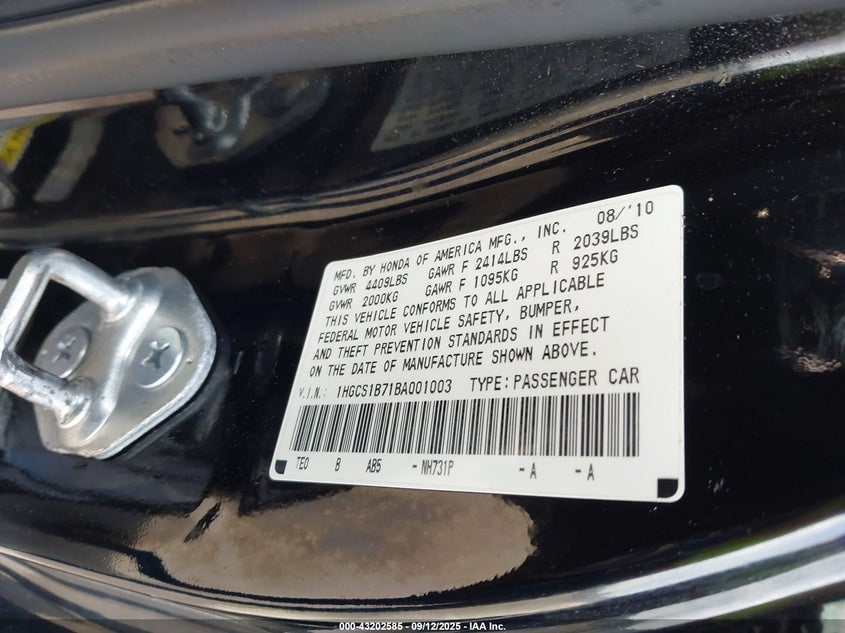 MFD. BY HONDA OF AMERICA MFG., INC. 08/'10
GVWR 4409LBS GAWR F 2414LBS R 2039LBS
GVWR 2000KG GAWR F 1095KG R 925KG
THIS VEHICLE CONFORMS TO ALL APPLICABLE
FEDERAL MOTOR VEHICLE SAFETY, BUMPER,
AND THEFT PREVENTION STANDARDS IN EFFECT
ON THE DATE OF MANUFACTURE SHOWN ABOVE.
V.I.N.: 1HGCS1B71BA001003 TYPE: PASSENGER CAR
TE0 B AB5 - NH731P - A - A
000-43202585 - 09/12/2025 - IAA Inc.